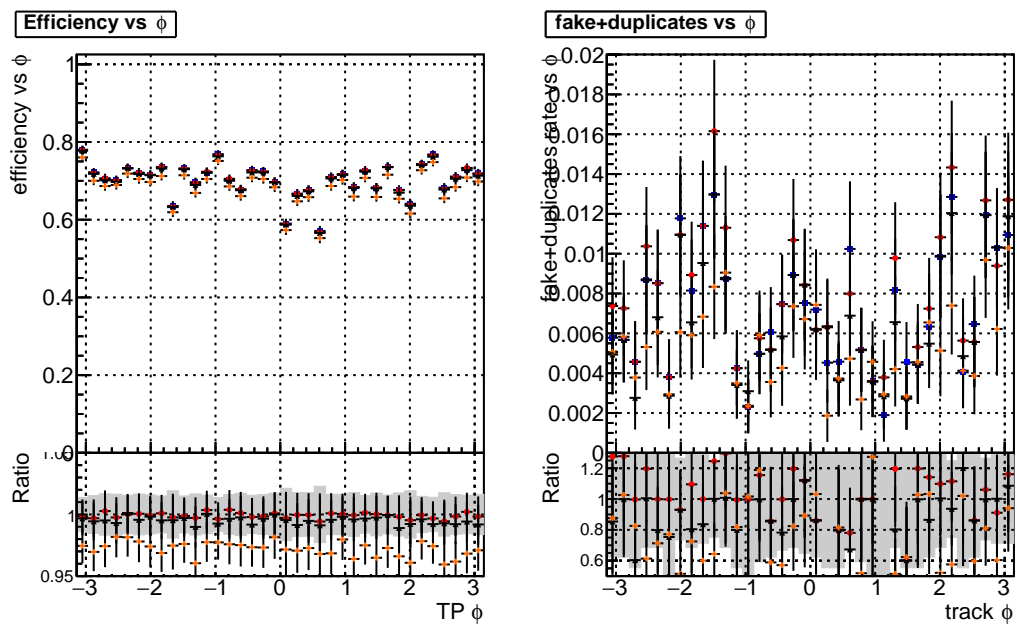 Efficiency vs ϕ
efficiency vs ϕ
1
0.8
0.6
0.4
0.2
0
Ratio
1.05
1
0.95
−3 −2 −1 0 1 2 3
TP ϕ
fake+duplicates vs ϕ
fake+duplicates rate vs ϕ
0.02
0.018
0.016
0.014
0.012
0.01
0.008
0.006
0.004
0.002
0
Ratio
1.2
1
0.8
0.6
−3 −2 −1 0 1 2 3
track ϕ